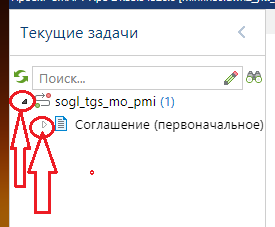 Текущие задачи
Поиск...
sogl_tgs_mo_pmi (1)
Соглашение (первоначальное)